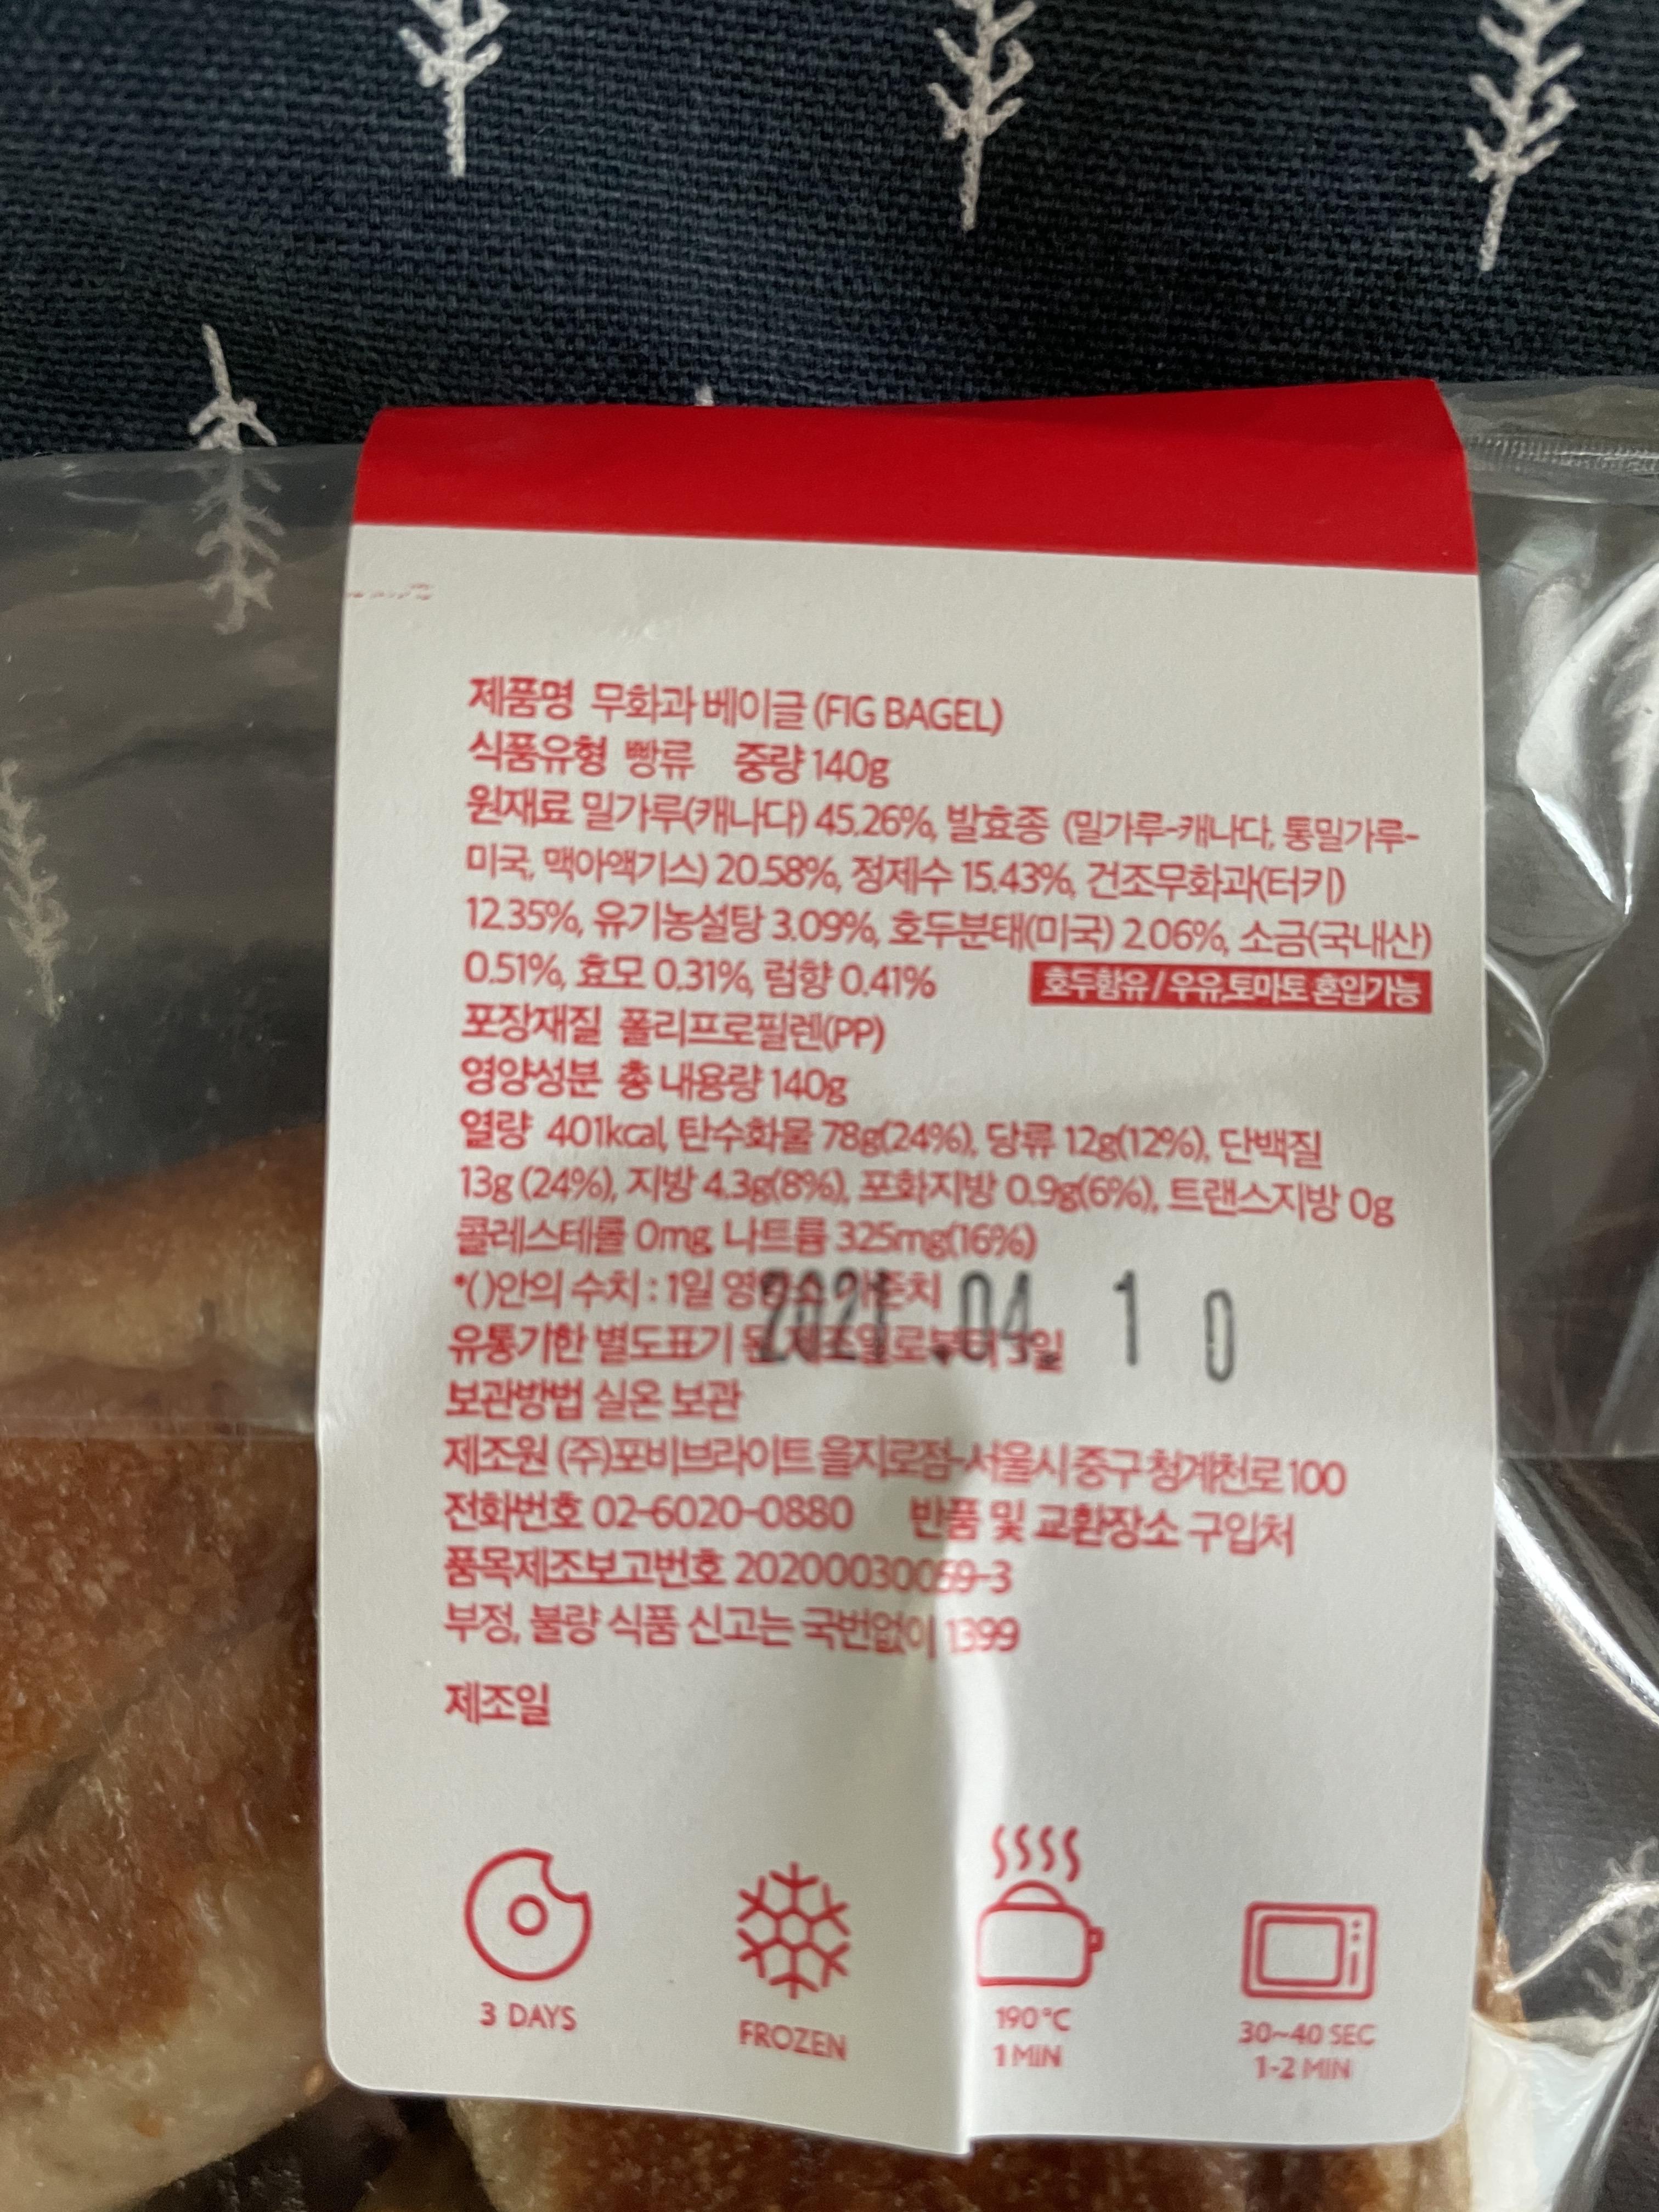 제품명 무화과 베이글 (FIG BAGEL)
식품유형 빵류 중량 140g
원재료 밀가루(캐나다) 45.26%, 발효종 (밀가루-캐나다, 통밀가루-
미국, 맥아액기스) 20.58%, 정제수 15.43%, 건조무화과(터키)
12.35%, 유기농설탕 3.09%, 호두분태(미국) 2.06%, 소금(국내산)
0.51%, 효모 0.31%, 럼향 0.41%
호두함유 / 우유,토마토 혼입가능
포장재질 폴리프로필렌(PP)
영양성분 총 내용량 140g
열량 401kcal, 탄수화물 78g(24%), 당류 12g(12%), 단백질
13g (24%), 지방 4.3g(8%), 포화지방 0.9g(6%), 트랜스지방 0g
콜레스테롤 0mg, 나트륨 325mg(16%)
*( )안의 수치 : 1일 영양소 기준치
2021.04. 10
유통기한 별도표기 된 제조일로부터 3일
보관방법 실온 보관
제조원 (주)포비브라이트 을지로점-서울시 중구 청계천로 100
전화번호 02-6020-0880 반품 및 교환장소 구입처
품목제조보고번호
부정, 불량 식품 신고는 국번없이 1399
제조일
3 DAYS
FROZEN
190°C
1 MIN
30~40 SEC
1-2 MIN